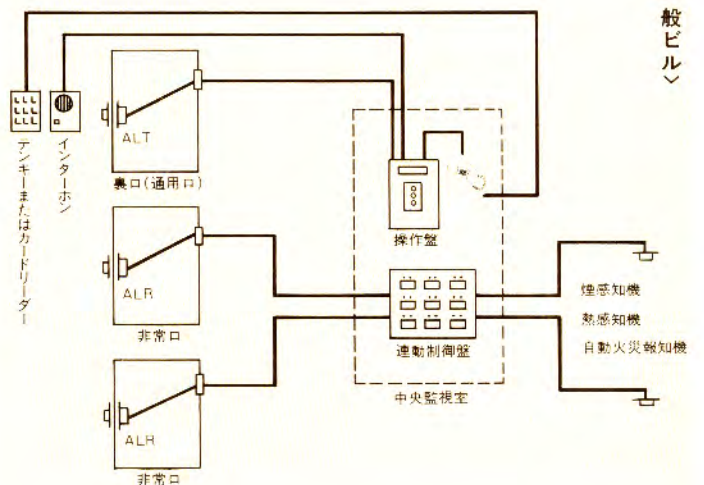 般ビル〉
テンキーまたはカードリーダー
インターホン
ALT
裏口(通用口)
操作盤
ALR
非常口
連動制御盤
煙感知機
熱感知機
自動火災報知機
中央監視室
ALR
非常口